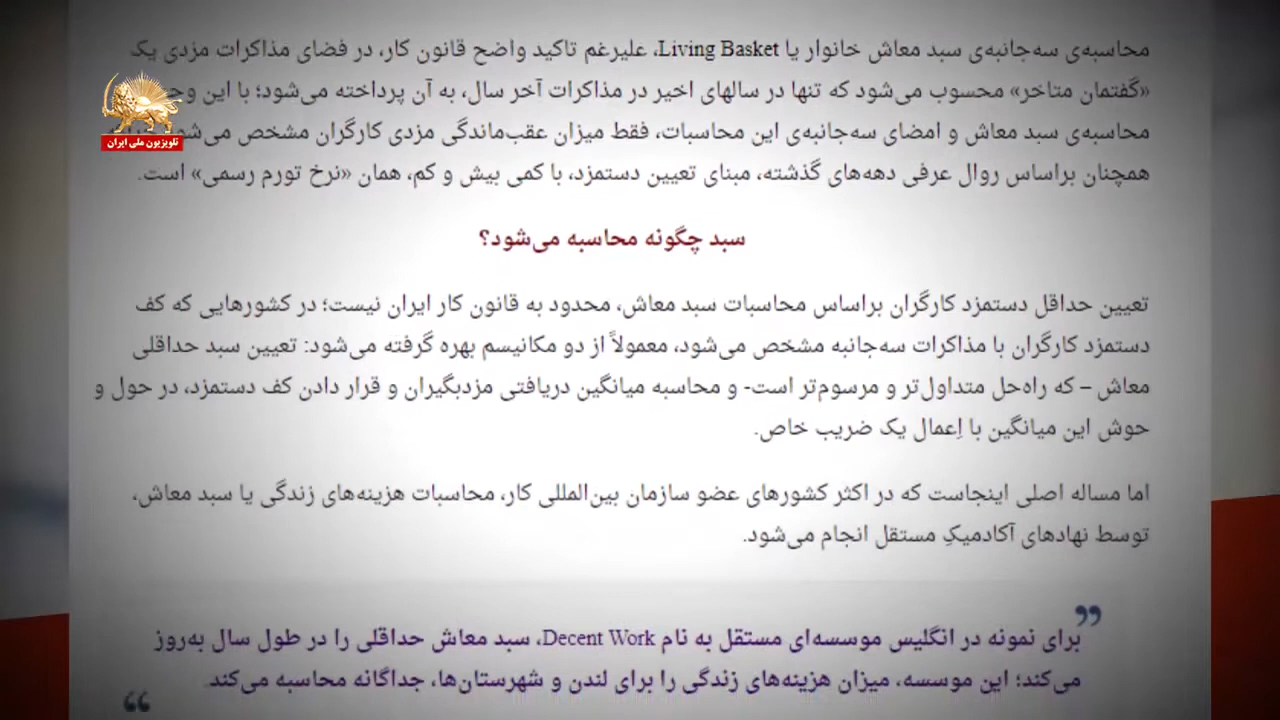 محاسبه‌ی سه‌جانبه‌ی سبد معاش خانوار یا Living Basket، علیرغم تاکید واضح قانون کار، در فضای مذاکرات مزدی یک
«گفتمان متاخر» محسوب می‌شود که تنها در سالهای اخیر در مذاکرات آخر سال، به آن پرداخته می‌شود؛ با این
محاسبه‌ی سبد معاش و امضای سه‌جانبه‌ی این محاسبات، فقط میزان عقب‌ماندگی مزدی کارگران مشخص
همچنان براساس روال عرفی دهه‌های گذشته، مبنای تعیین دستمزد، با کمی بیش و کم، همان «نرخ تورم رسمی» است.
تلویزیون ملی ایران
سبد چگونه محاسبه می‌شود؟
تعیین حداقل دستمزد کارگران براساس محاسبات سبد معاش، محدود به قانون کار ایران نیست؛ در کشورهایی که کف
دستمزد کارگران با مذاکرات سه‌جانبه مشخص می‌شود، معمولاً از دو مکانیسم بهره گرفته می‌شود: تعیین سبد حداقلی
معاش – که راه‌حل متداول‌تر و مرسوم‌تر است- و محاسبه میانگین دریافتی مزدبگیران و قرار دادن کف دستمزد، در حول و
حوش این میانگین با اِعمال یک ضریب خاص.
اما مساله اصلی اینجاست که در اکثر کشورهای عضو سازمان بین‌المللی کار، محاسبات هزینه‌های زندگی یا سبد معاش،
توسط نهادهای آکادمیکِ مستقل انجام می‌شود.
”برای نمونه در انگلیس موسسه‌ای مستقل به نام Decent Work، سبد معاش حداقلی را در طول سال به‌روز
می‌کند؛ این موسسه، میزان هزینه‌های زندگی را برای لندن و شهرستان‌ها، جداگانه محاسبه می‌کند.“